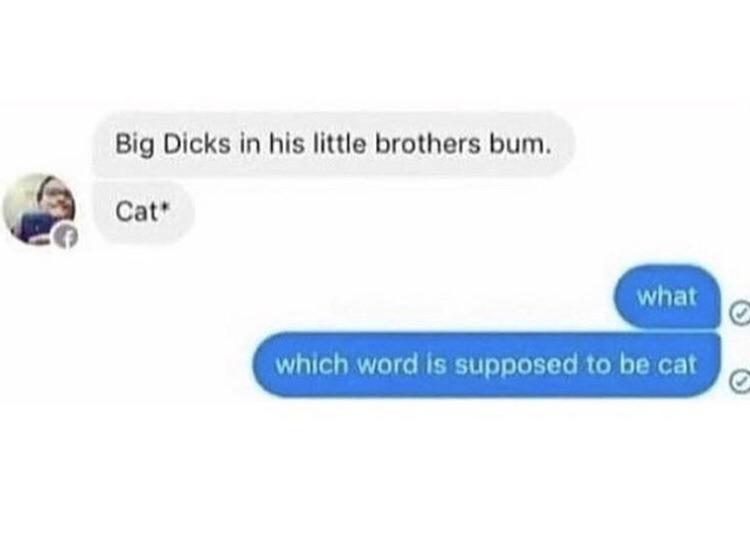 Big Dicks in his little brothers bum.
Cat*
what
which word is supposed to be cat